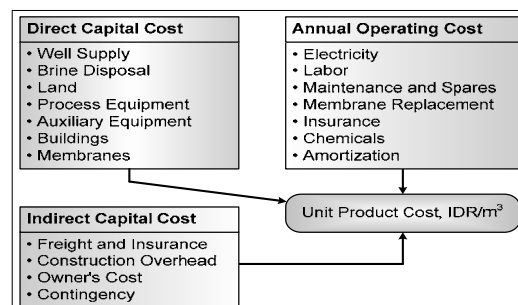 Direct Capital Cost
• Well Supply
• Brine Disposal
• Land
• Process Equipment
• Auxiliary Equipment
• Buildings
• Membranes
Annual Operating Cost
• Electricity
• Labor
• Maintenance and Spares
• Membrane Replacement
• Insurance
• Chemicals
• Amortization
Unit Product Cost, IDR/m³
Indirect Capital Cost
• Freight and Insurance
• Construction Overhead
• Owner's Cost
• Contingency